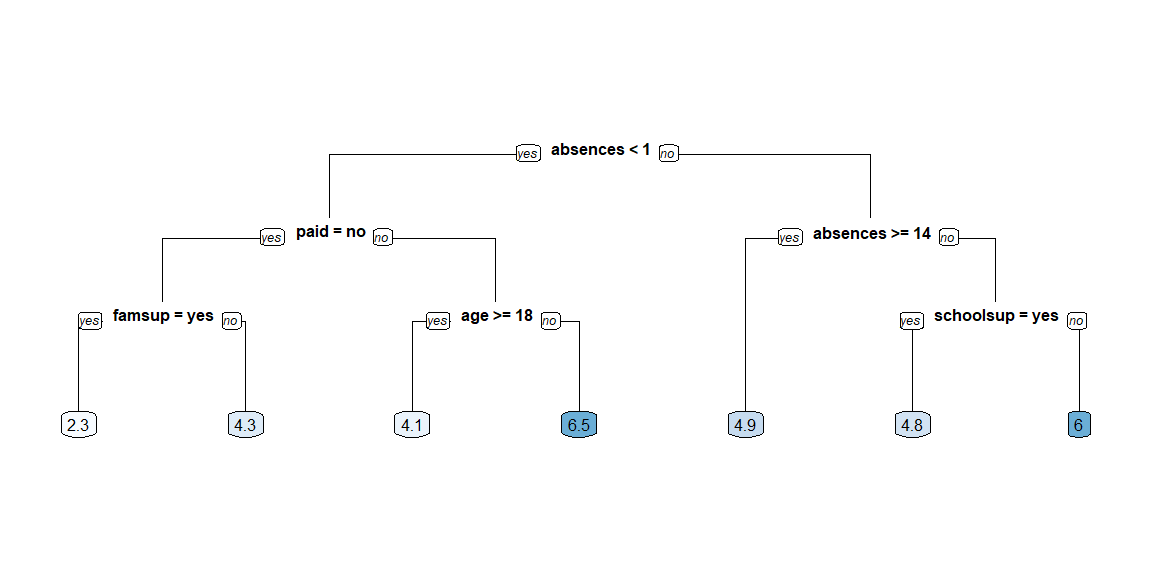 yes absences < 1 no
yes paid = no no yes absences >= 14 no
yes famsup = yes no yes age >= 18 no yes schoolsup = yes no
2.3 4.3 4.1 6.5 4.9 4.8 6